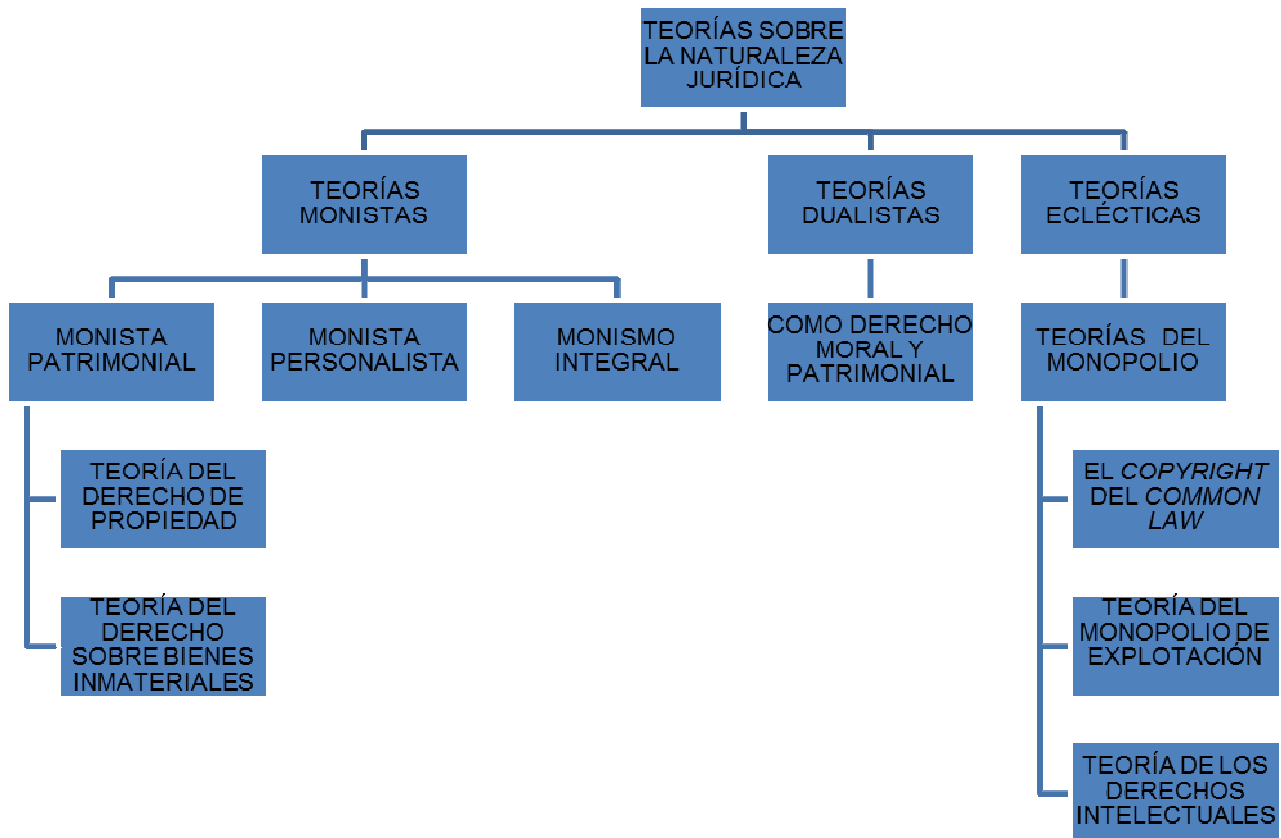 TEORÍAS SOBRE
LA NATURALEZA
JURÍDICA
TEORÍAS
MONISTAS
TEORÍAS
DUALISTAS
TEORÍAS
ECLÉCTICAS
MONISTA
PATRIMONIAL
MONISTA
PERSONALISTA
MONISMO
INTEGRAL
COMO DERECHO
MORAL Y
PATRIMONIAL
TEORÍAS DEL
MONOPOLIO
TEORÍA DEL
DERECHO DE
PROPIEDAD
TEORÍA DEL
DERECHO
SOBRE BIENES
INMATERIALES
EL COPYRIGHT
DEL COMMON
LAW
TEORÍA DEL
MONOPOLIO DE
EXPLOTACIÓN
TEORÍA DE LOS
DERECHOS
INTELECTUALES